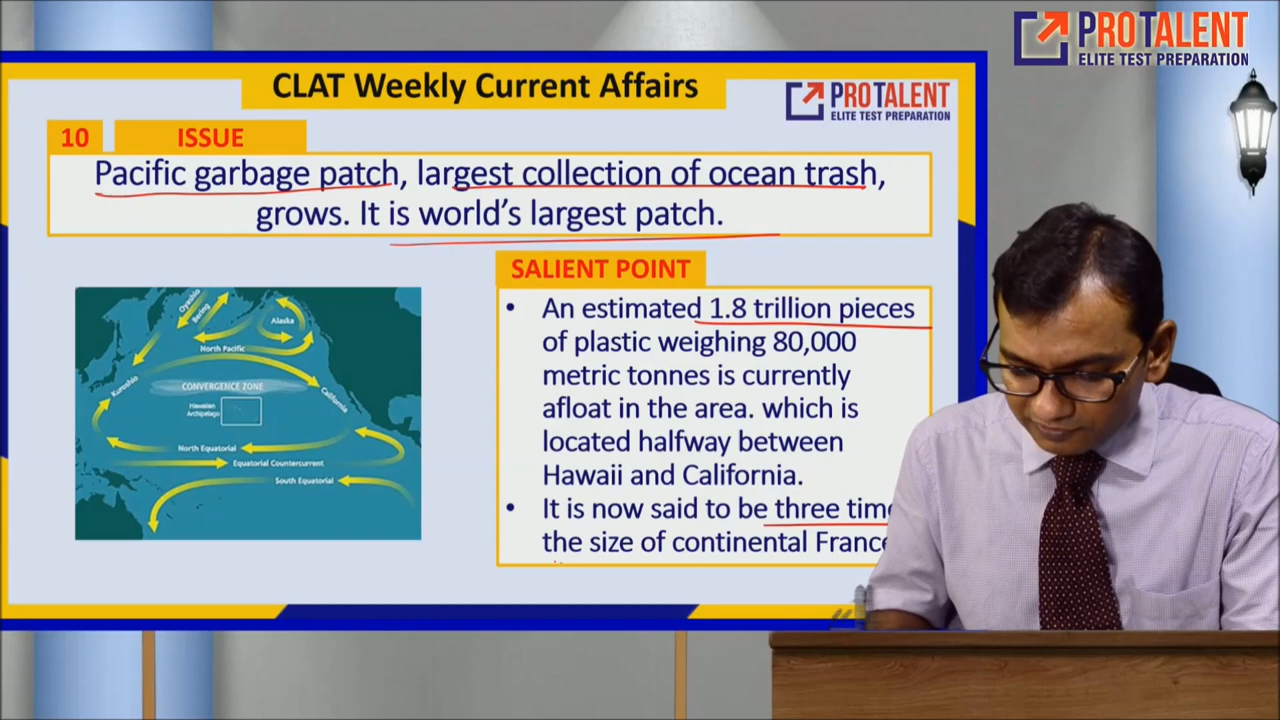 PROTALENT
ELITE TEST PREPARATION
CLAT Weekly Current Affairs
PROTALENT
ELITE TEST PREPARATION
10 ISSUE
Pacific garbage patch, largest collection of ocean trash,
grows. It is world’s largest patch.
SALIENT POINT
• An estimated 1.8 trillion pieces
of plastic weighing 80,000
metric tonnes is currently
afloat in the area. which is
located halfway between
Hawaii and California.
• It is now said to be three
the size of continental France
Oyashio
Bering
Alaska
North Pacific
Kuroshio
CONVERGENCE ZONE
California
Hawaiian
Archipelago
North Equatorial
Equatorial Countercurrent
South Equatorial